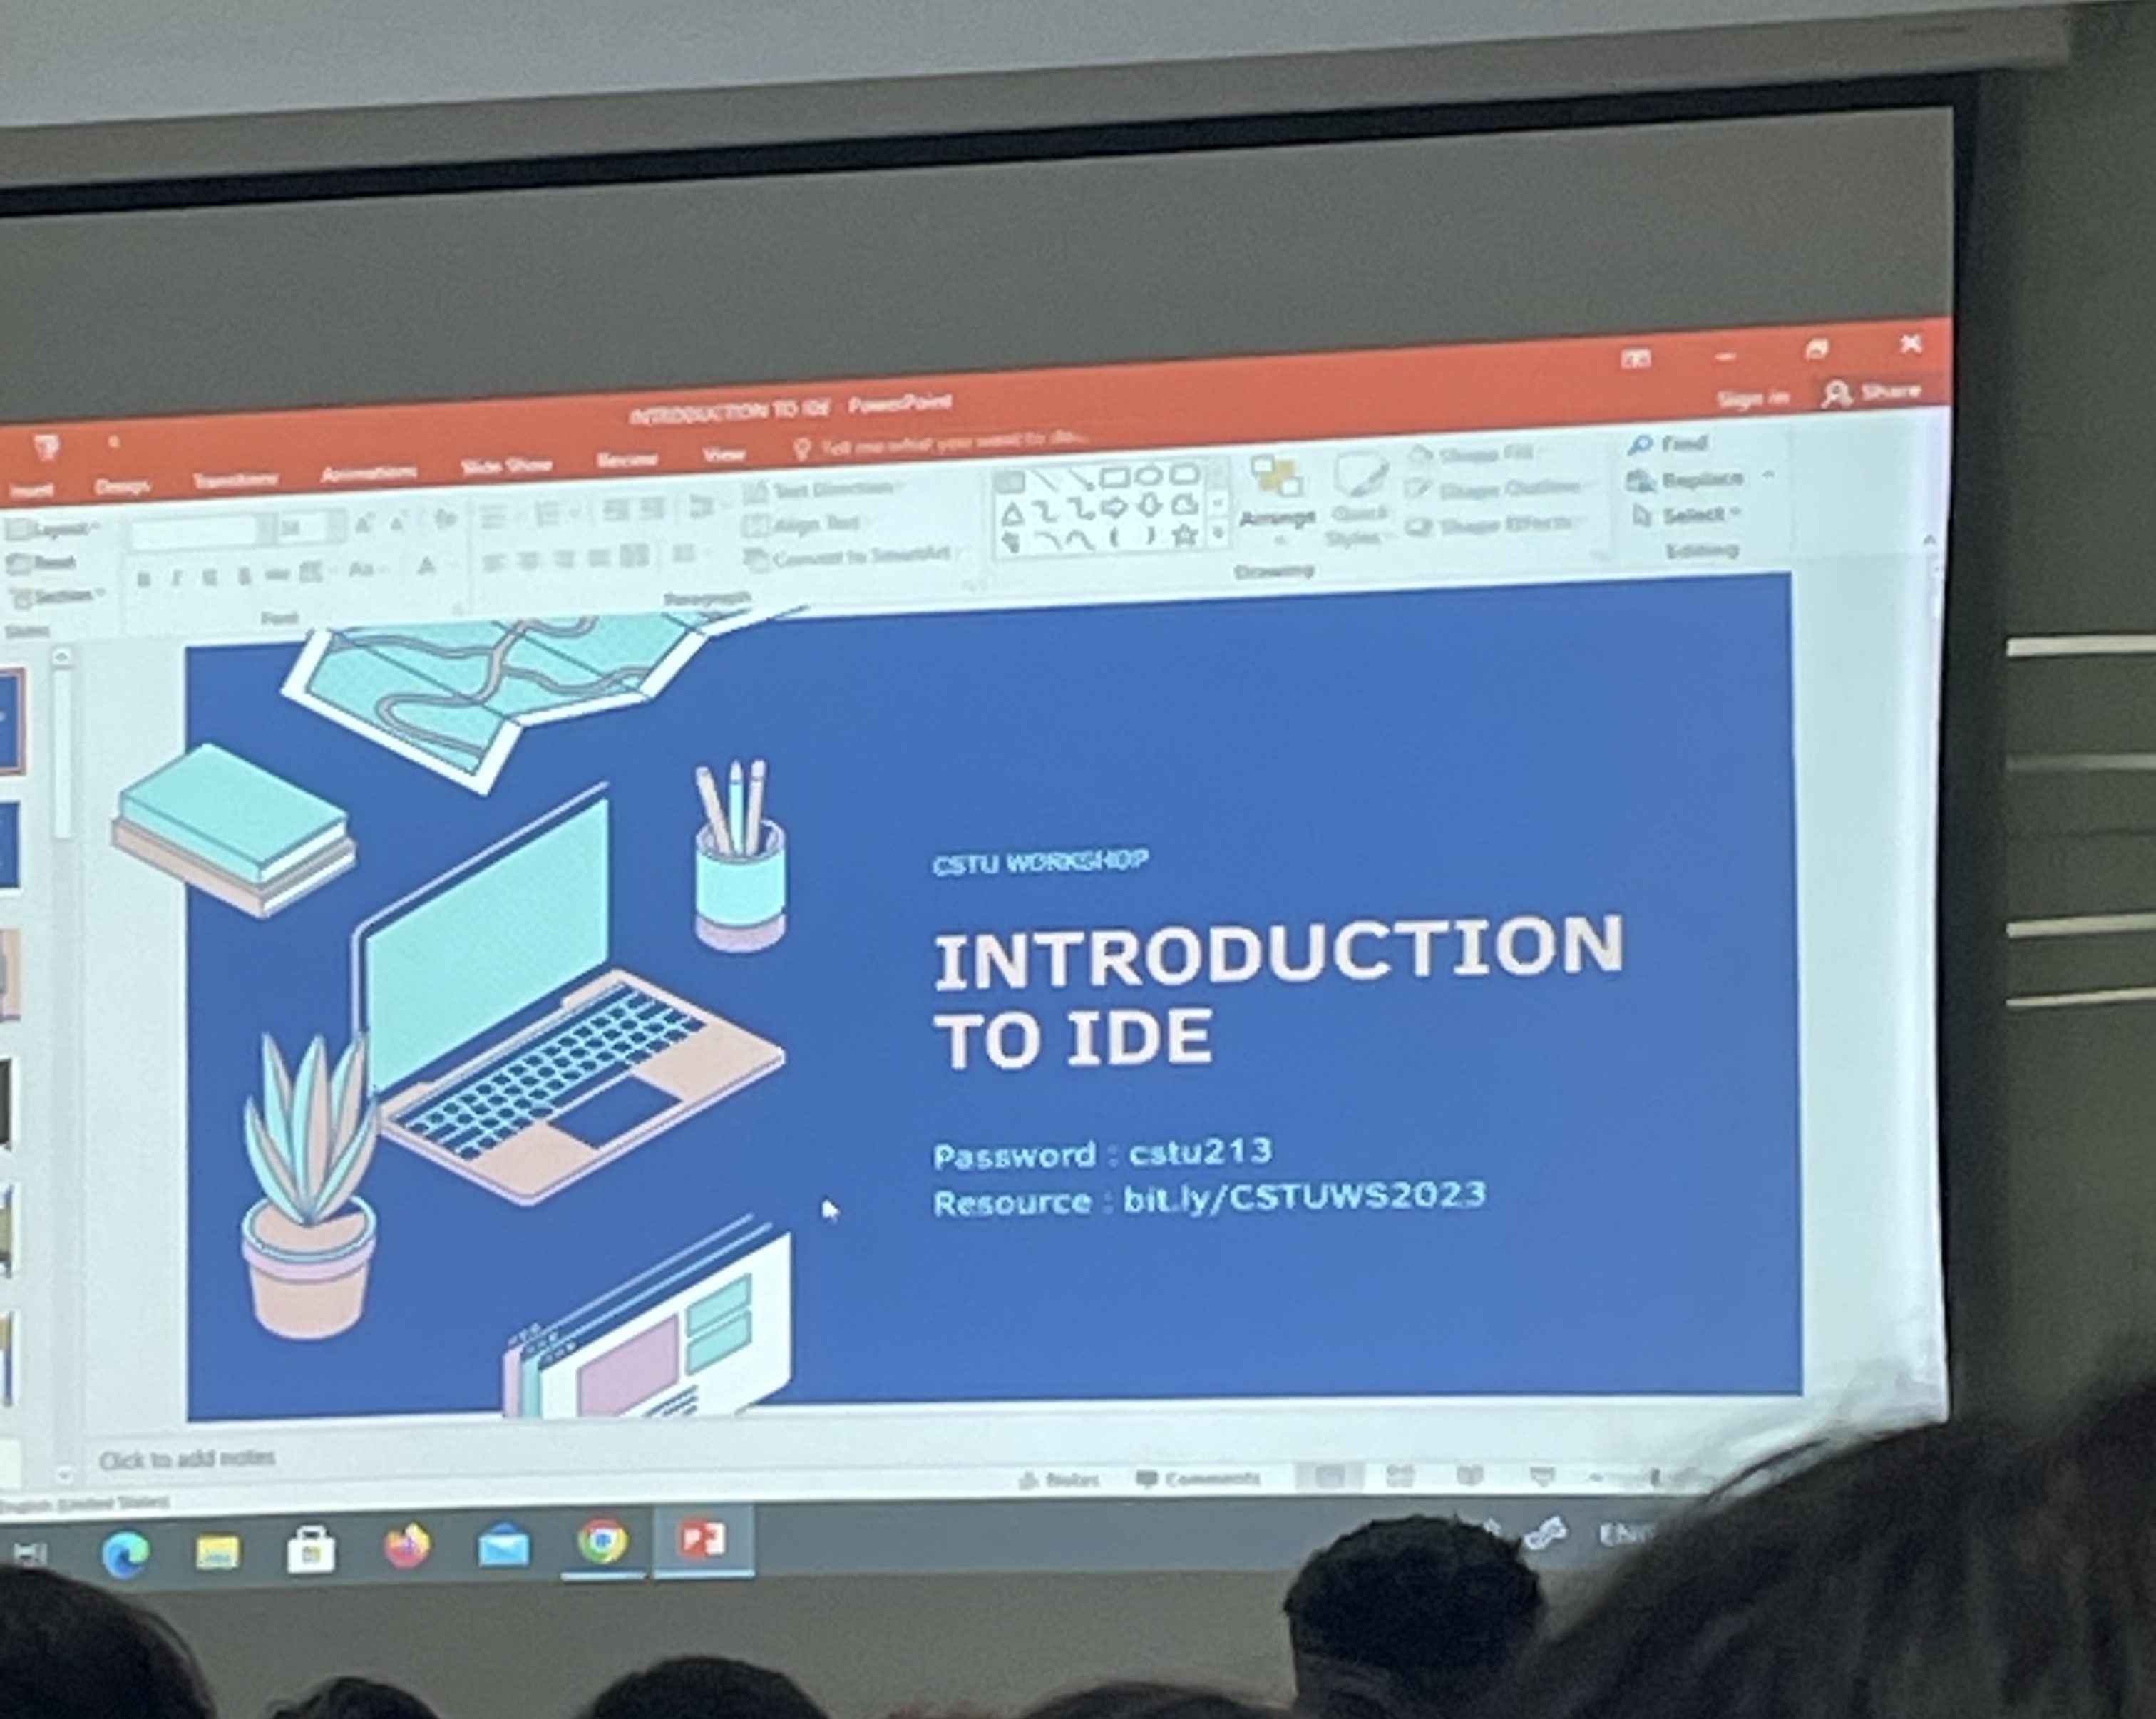 INTRODUCTION TO IDE - PowerPoint
Sign in
Share
Insert
Design
Transitions
Animations
Slide Show
Review
View
Tell me what you want to do...
Layout
Reset
Section
Slides
Font
Text Direction
Align Text
Convert to SmartArt
Paragraph
Arrange
Quick
Styles
Shape Fill
Shape Outline
Shape Effects
Drawing
Find
Replace
Select
Editing
CSTU WORKSHOP
INTRODUCTION
TO IDE
Password : cstu213
Resource : bit.ly/CSTUWS2023
Click to add notes
English (United States)
Notes
Comments